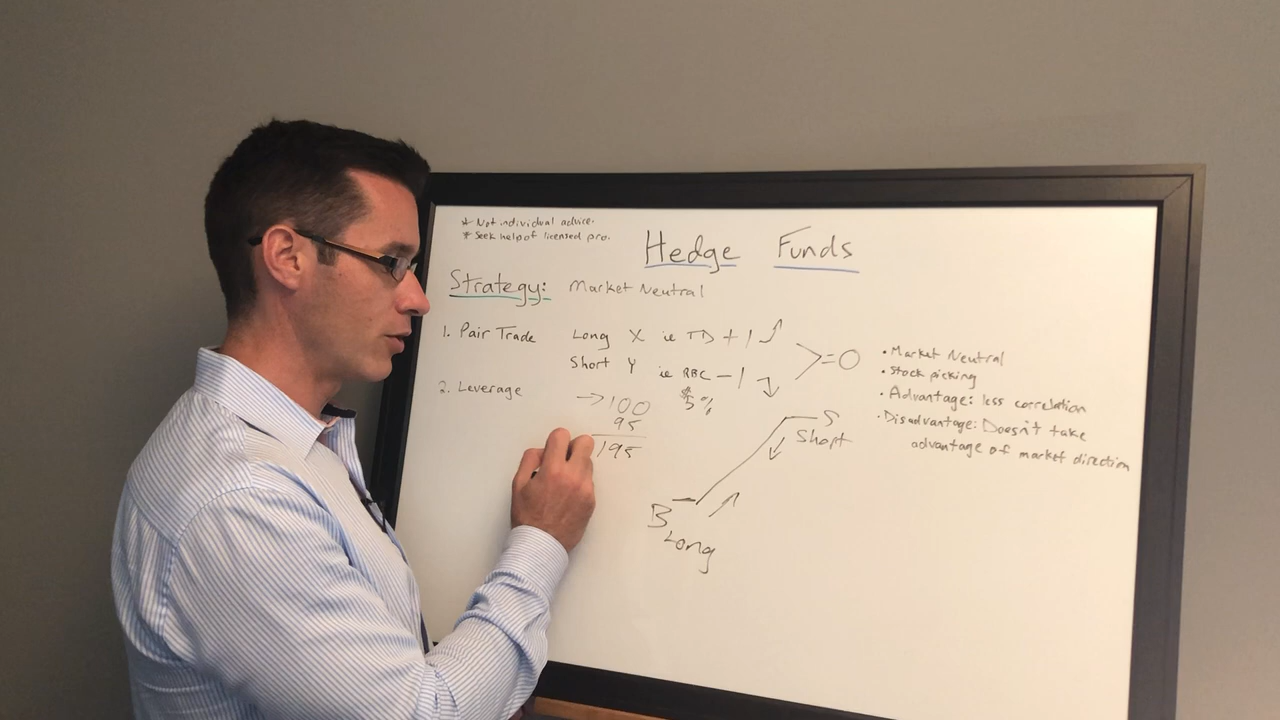 * Not individual advice.
* Seek help of licensed pro.
Hedge Funds
Strategy: Market Neutral
1. Pair Trade Long X ie TD +1
Short Y ie RBC -1
=0
2. Leverage
→100
95
195
$
5%
S
Short
B
Long
• Market Neutral
• Stock picking
• Advantage: less correlation
• Disadvantage: Doesn't take
advantage of market direction